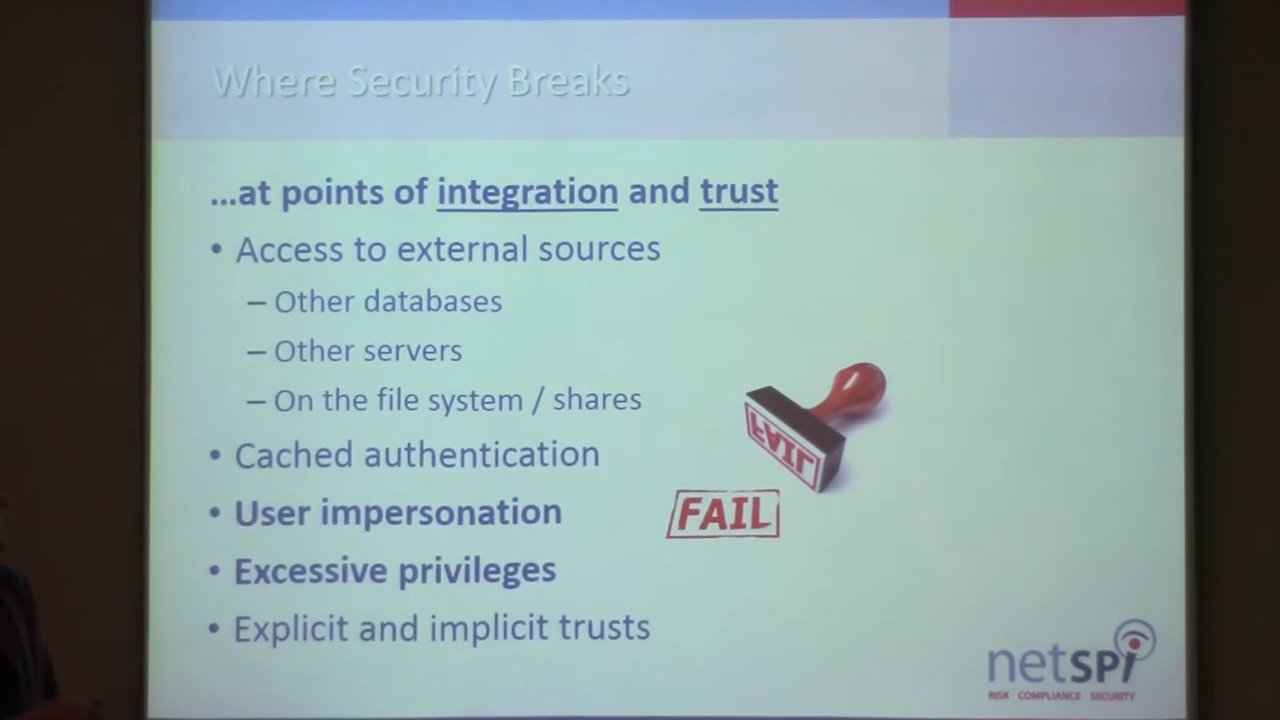 Where Security Breaks
...at points of integration and trust
• Access to external sources
– Other databases
– Other servers
– On the file system / shares
• Cached authentication
• User impersonation
• Excessive privileges
• Explicit and implicit trusts
FAIL
FAIL
netSPi
RISK COMPLIANCE SECURITY